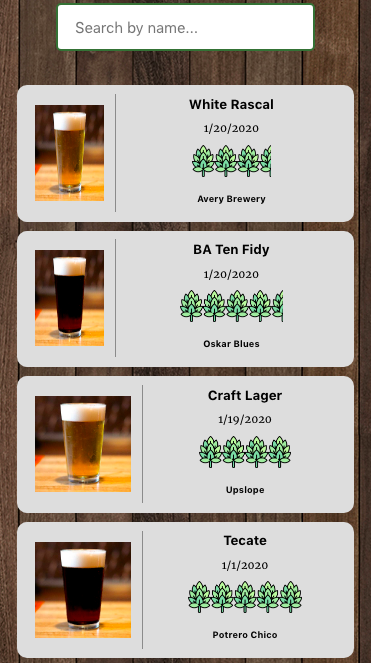 Search by name...
White Rascal
1/20/2020
Avery Brewery
BA Ten Fidy
1/20/2020
Oskar Blues
Craft Lager
1/19/2020
Upslope
Tecate
1/1/2020
Potrero Chico